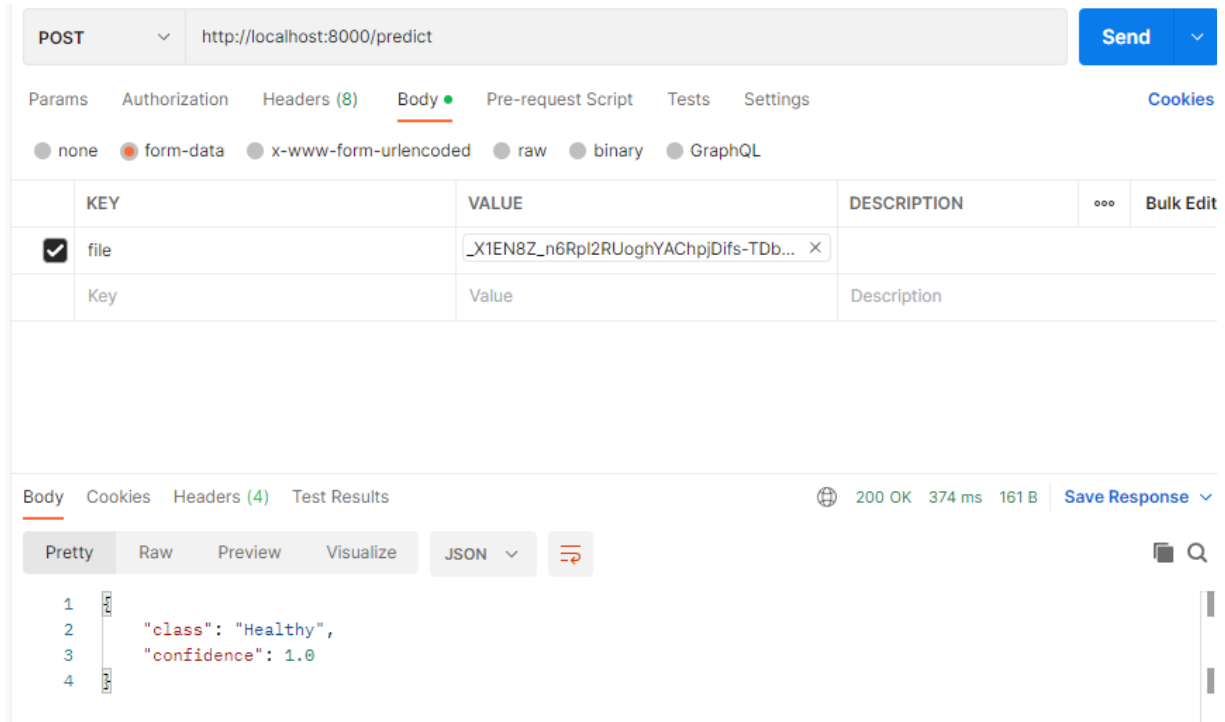 POST http://localhost:8000/predict Send
Params Authorization Headers (8) Body Pre-request Script Tests Settings Cookies
none form-data x-www-form-urlencoded raw binary GraphQL
KEY VALUE DESCRIPTION ooo Bulk Edit
file _X1EN8Z_n6RpI2RUoghYAChpjDifs-TDb...
Key Value Description
Body Cookies Headers (4) Test Results 200 OK 374 ms 161 B Save Response
Pretty Raw Preview Visualize JSON
1 {
2 "class": "Healthy",
3 "confidence": 1.0
4 }